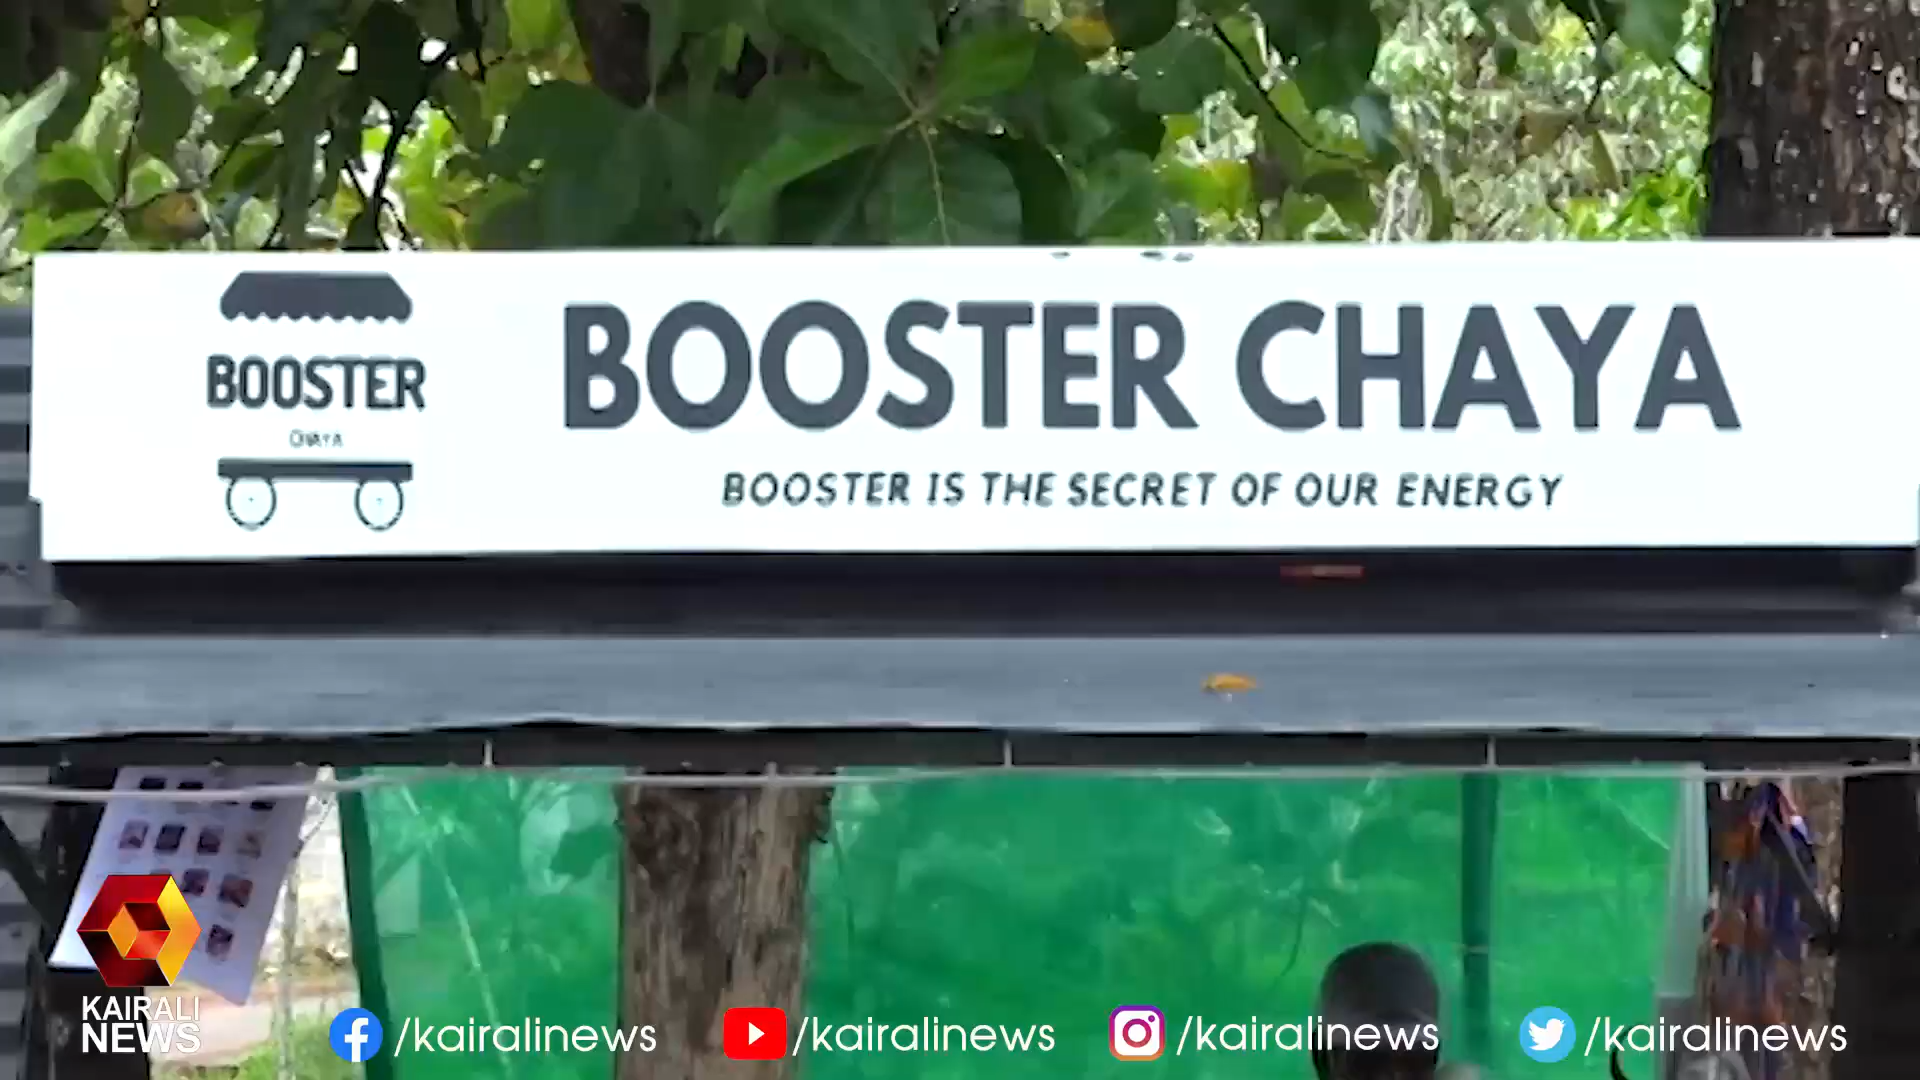 BOOSTER
CHAYA
BOOSTER CHAYA
BOOSTER IS THE SECRET OF OUR ENERGY
KAIRALI
NEWS
/kairalinews
/kairalinews
/kairalinews
/kairalinews